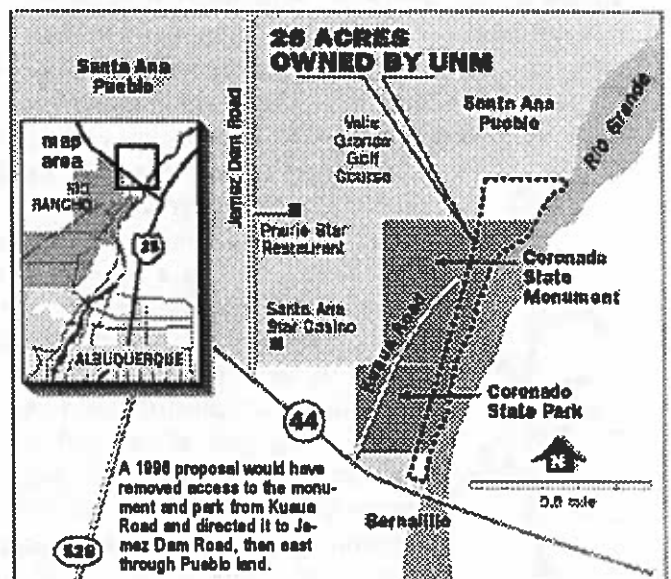 25 ACRES
OWNED BY UNM
Santa Ana
Pueblo
Jemez Dam Road
Valle
Grande
Golf
Course
Santa Ana
Pueblo
Rio Grande
map
area
RIO
RANCHO
25
ALBUQUERQUE
Prairie Star
Restaurant
Santa Ana
Star Casino
Coronado
State
Monument
Kuaua Road
Coronado
State Park
44
N
0.5 mile
Bernalillo
A 1996 proposal would have
removed access to the monu-
ment and park from Kuaua
Road and directed it to Je-
mez Dam Road, then east
through Pueblo land.
528